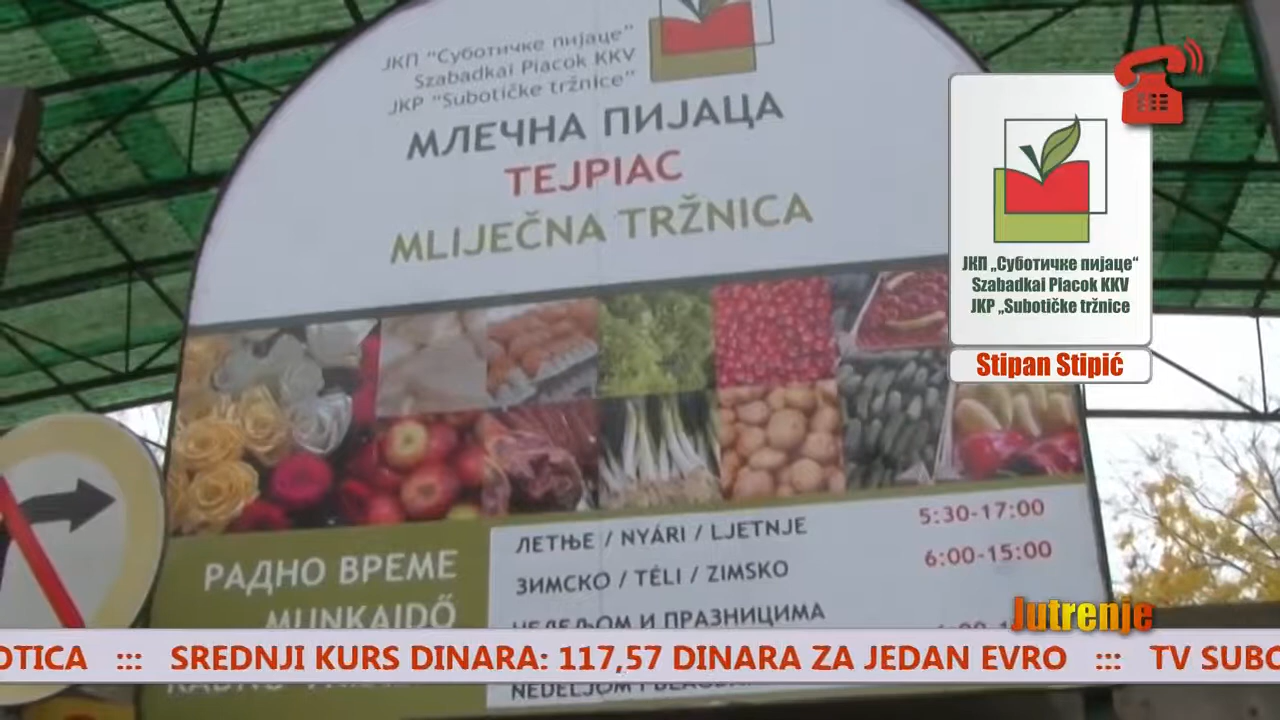 ЈКП "Суботичке пијаце"
Szabadkai Piacok KKV
JKP "Subotičke tržnice"
МЛЕЧНА ПИЈАЦА
TEJPIAC
MLIJEČNA TRŽNICA
ЈКП „Суботичке пијаце“
Szabadkai Piacok KKV
JKP „Subotičke tržnice
Stipan Stipić
РАДНО ВРЕМЕ
MUNKAIDŐ
ЛЕТЊЕ / NYÁRI / LJETNJE 5:30-17:00
ЗИМСКО / TÉLI / ZIMSKO 6:00-15:00
НЕДЕЉОМ И ПРАЗНИЦИМА
Jutrenje
OTICA ::: SREDNJI KURS DINARA: 117,57 DINARA ZA JEDAN EVRO ::: TV SUBO
NEDELJOM I